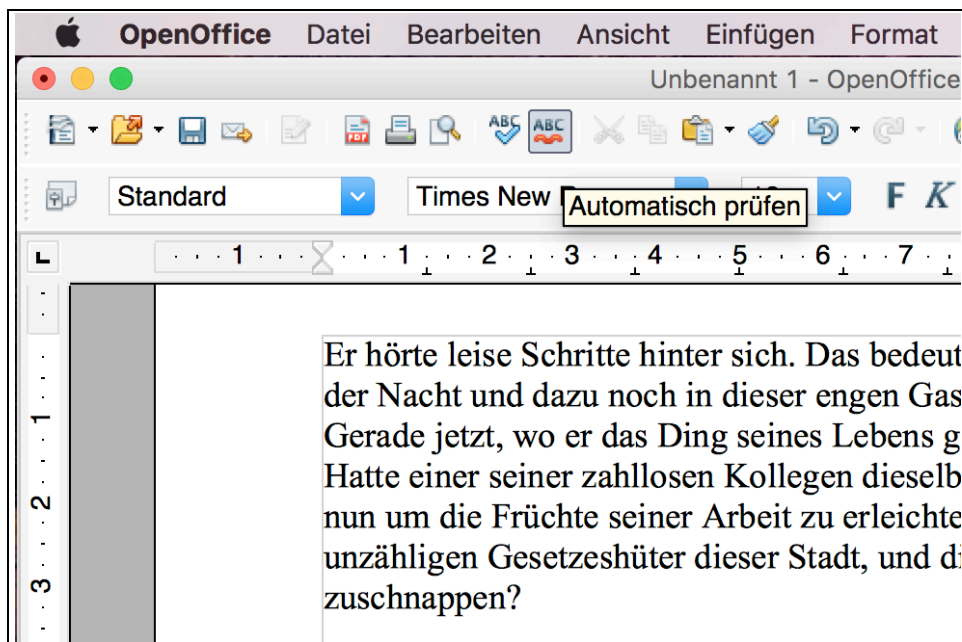 OpenOffice Datei Bearbeiten Ansicht Einfügen Format
Unbenannt 1 - OpenOffice
PDF ABC ABC
Standard Times New
Automatisch prüfen
F K
1 1 2 3 4 5 6 7
Er hörte leise Schritte hinter sich. Das bedeut
der Nacht und dazu noch in dieser engen Gas
Gerade jetzt, wo er das Ding seines Lebens g
Hatte einer seiner zahllosen Kollegen dieselb
nun um die Früchte seiner Arbeit zu erleichte
unzähligen Gesetzeshüter dieser Stadt, und di
zuschnappen?
1
2
3